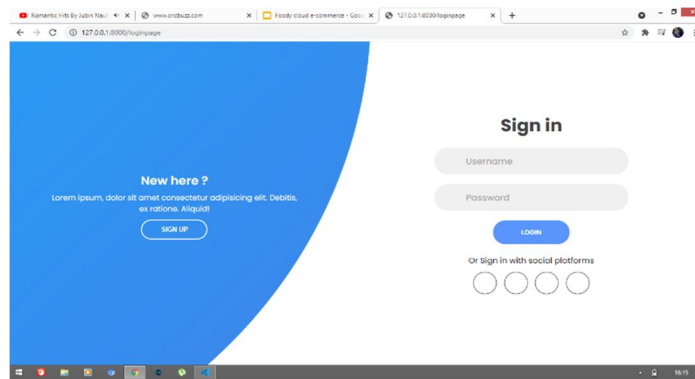 Romantic Hits By Jubin Naut
www.cricbuzz.com
Foody cloud e-commerce - Goo
127.0.0.1:8000/loginpage
127.0.0.1:8000/loginpage
Sign in
Username
New here ?
Lorem ipsum, dolor sit amet consectetur adipisicing elit. Debitis,
ex ratione. Aliquid!
Password
SIGN UP
LOGIN
Or Sign in with social platforms
16:15